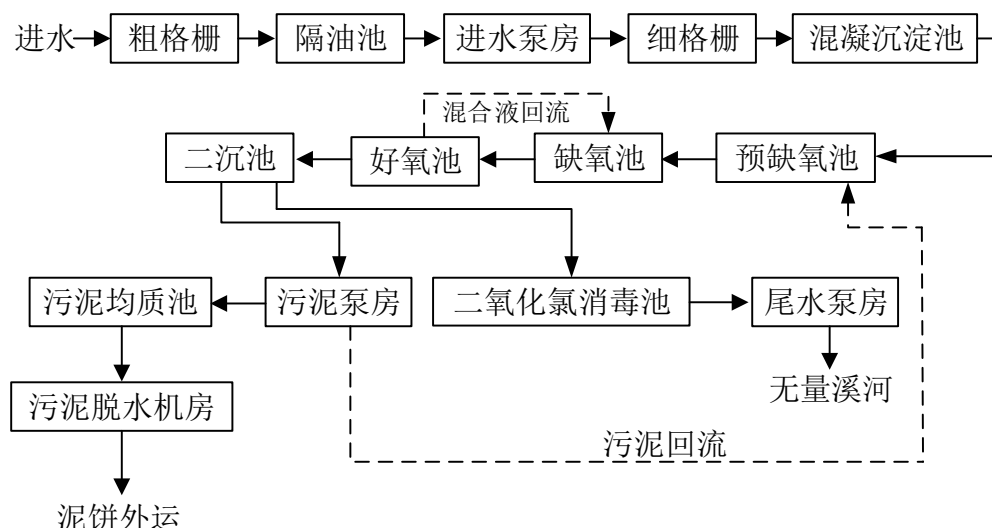 进水
粗格栅
隔油池
进水泵房
细格栅
混凝沉淀池
混合液回流
二沉池
好氧池
缺氧池
预缺氧池
污泥均质池
污泥泵房
二氧化氯消毒池
尾水泵房
无量溪河
污泥脱水机房
污泥回流
泥饼外运